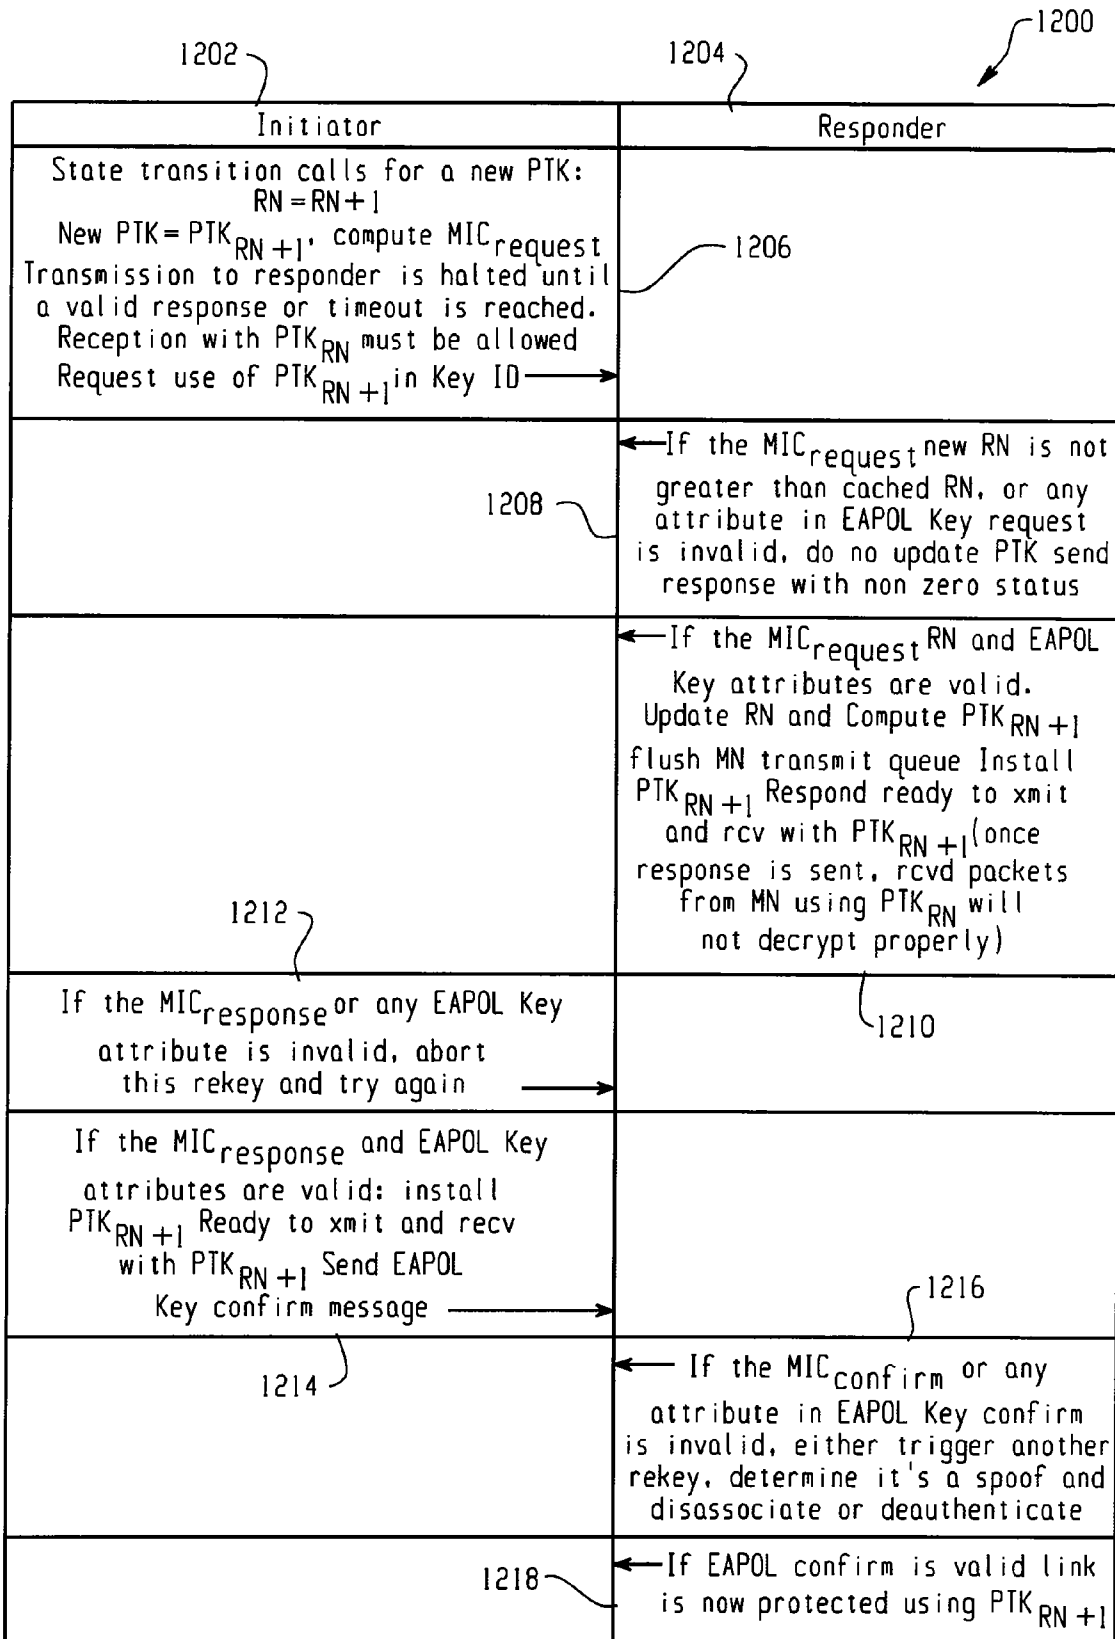 1200
1202
1204
Initiator
Responder
State transition calls for a new PTK:
RN=RN+1
New PTK=PTK RN+1, compute MIC request
Transmission to responder is halted until
a valid response or timeout is reached.
Reception with PTK RN must be allowed
Request use of PTK RN+1 in Key ID
1206
If the MIC request new RN is not
greater than cached RN, or any
attribute in EAPOL Key request
is invalid, do no update PTK send
response with non zero status
1208
If the MIC request RN and EAPOL
Key attributes are valid.
Update RN and Compute PTK RN+1
flush MN transmit queue Install
PTK RN+1 Respond ready to xmit
and rcv with PTK RN+1 (once
response is sent, rcvd packets
from MN using PTK RN will
not decrypt properly)
1210
1212
If the MIC response or any EAPOL Key
attribute is invalid, abort
this rekey and try again
If the MIC response and EAPOL Key
attributes are valid: install
PTK RN+1 Ready to xmit and recv
with PTK RN+1 Send EAPOL
Key confirm message
1214
1216
If the MIC confirm or any
attribute in EAPOL Key confirm
is invalid, either trigger another
rekey, determine it's a spoof and
disassociate or deauthenticate
1218
If EAPOL confirm is valid link
is now protected using PTK RN+1